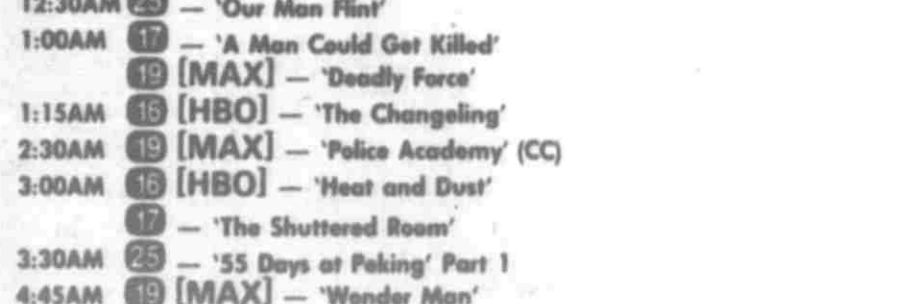 12:30AM 25 — 'Our Man Flint'
1:00AM 17 — 'A Man Could Get Killed'
19 [MAX] — 'Deadly Force'
1:15AM 16 [HBO] — 'The Changeling'
2:30AM 19 [MAX] — 'Police Academy' (CC)
3:00AM 16 [HBO] — 'Heat and Dust'
17 — 'The Shuttered Room'
3:30AM 25 — '55 Days at Peking' Part 1
4:45AM 19 [MAX] — 'Wonder Man'